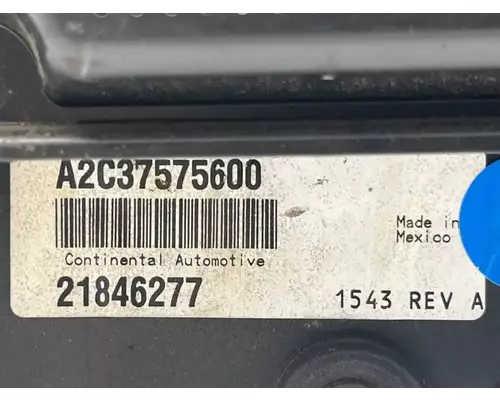 A2C37575600
Made in
Mexico
Continental Automotive
21846277
1543 REV A